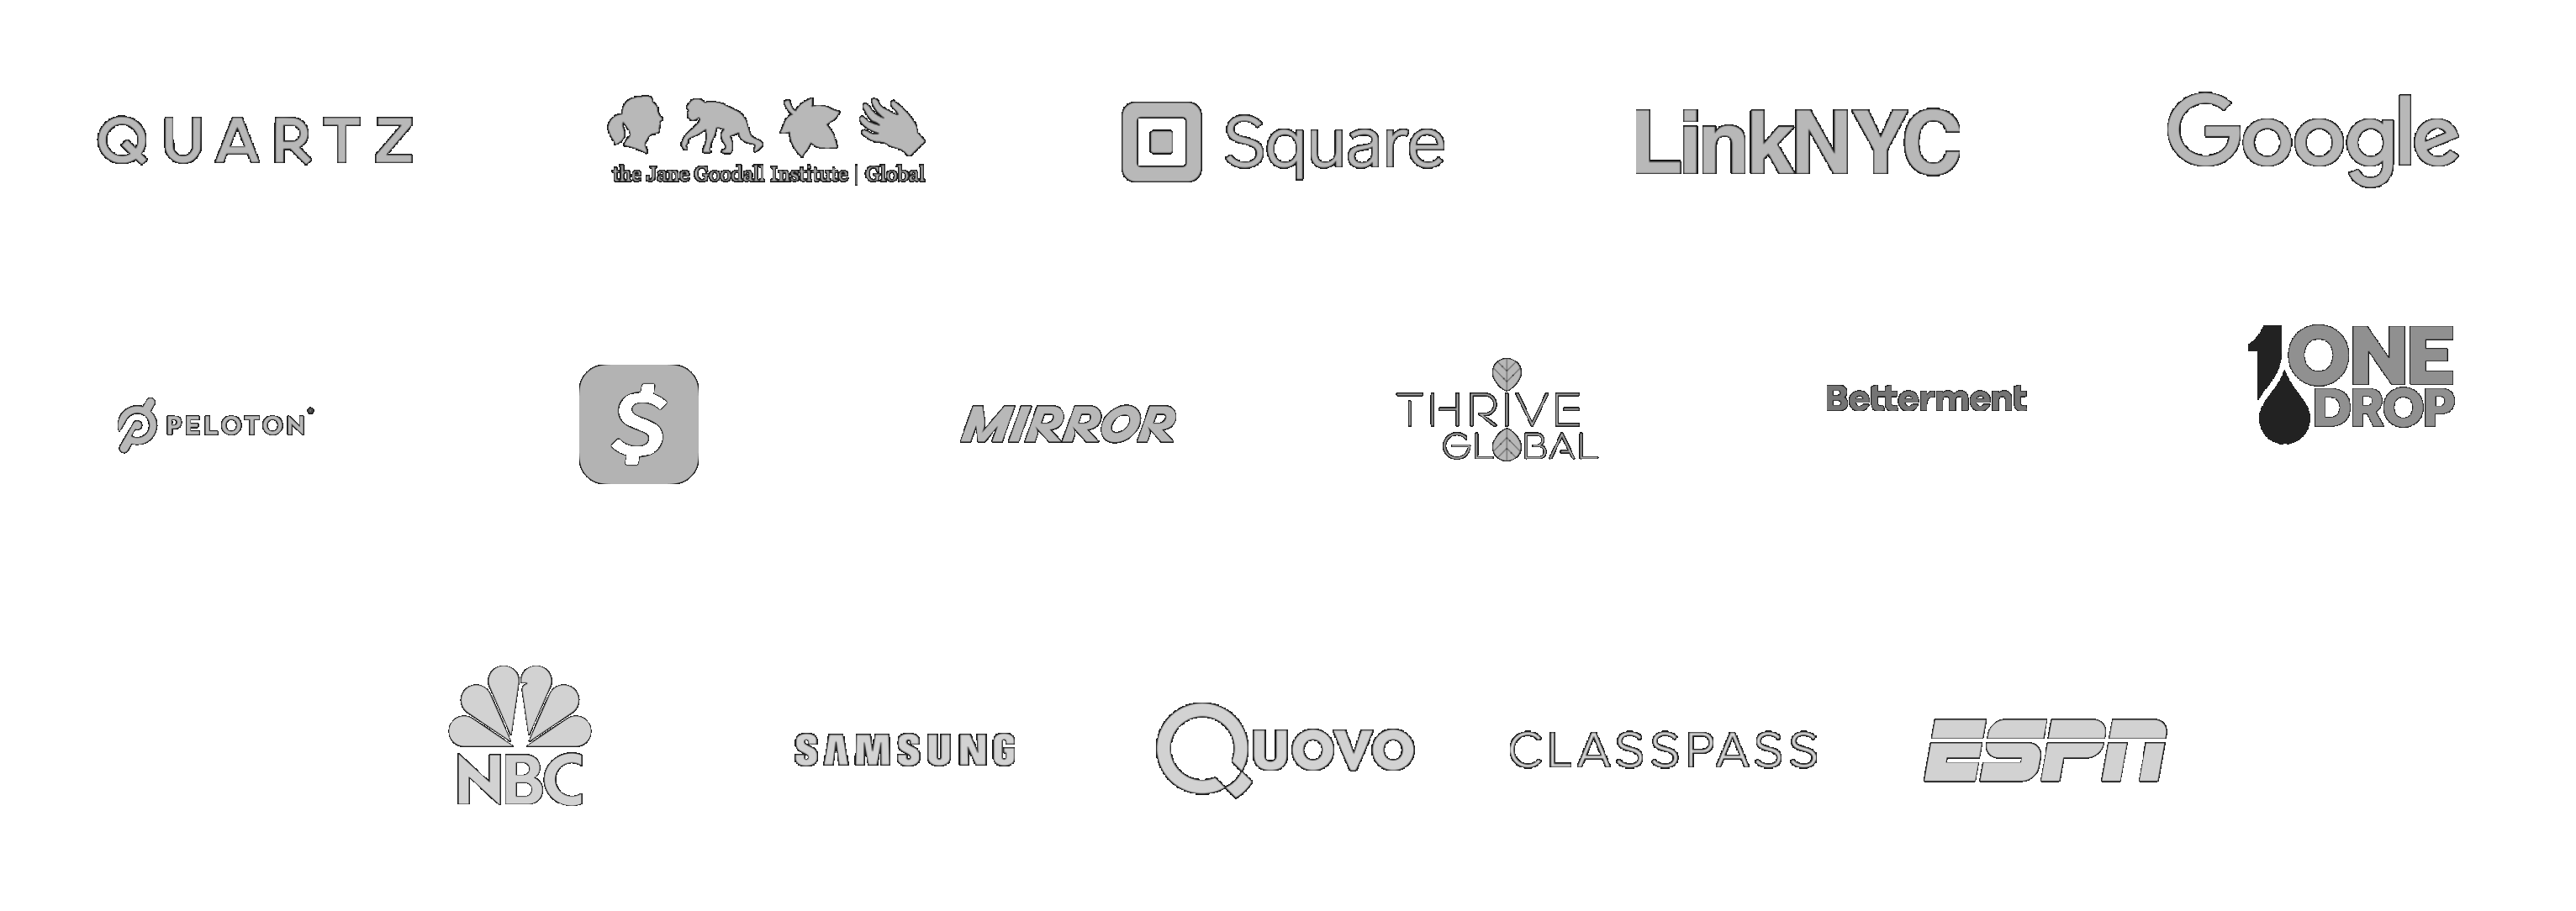 QUARTZ
the Jane Goodall Institute | Global
Square
LinkNYC
Google
PELOTON
$
MIRROR
THRIVE
GLOBAL
Betterment
1 ONE
DROP
NBC
SAMSUNG
QUOVO
CLASSPASS
ESPN